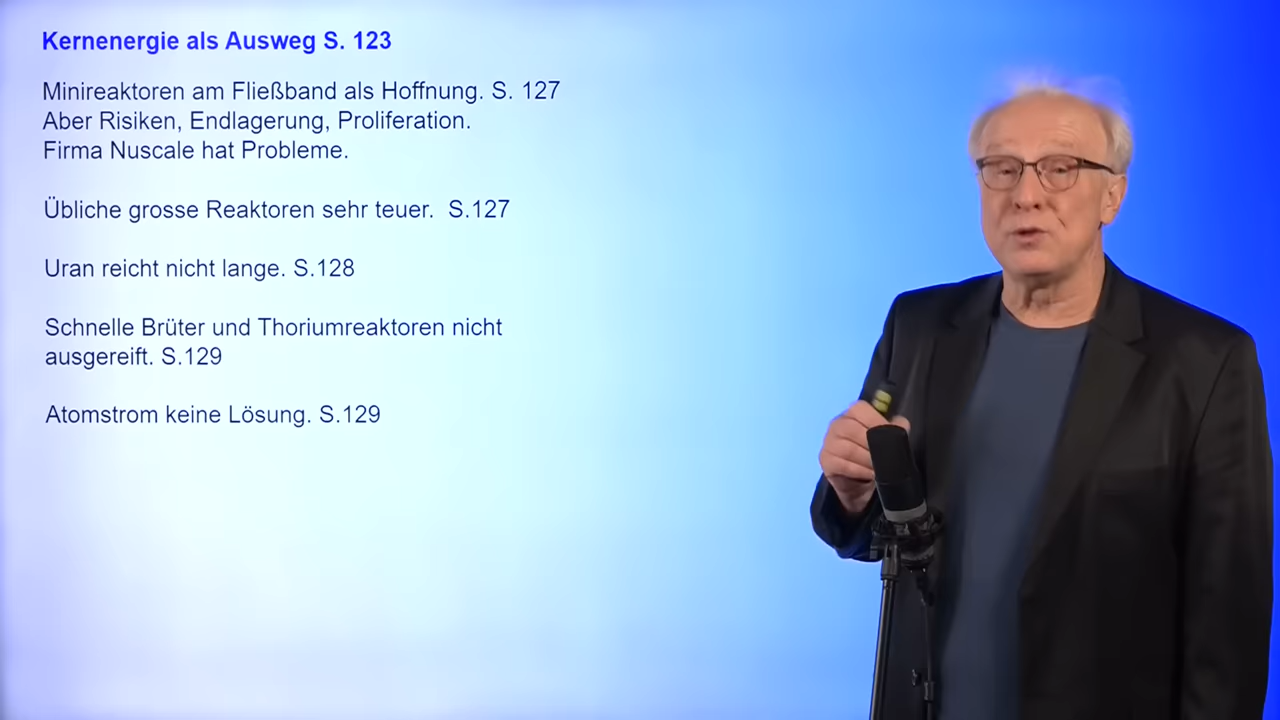 Kernenergie als Ausweg S. 123
Minireaktoren am Fließband als Hoffnung. S. 127
Aber Risiken, Endlagerung, Proliferation.
Firma Nuscale hat Probleme.
Übliche grosse Reaktoren sehr teuer. S.127
Uran reicht nicht lange. S.128
Schnelle Brüter und Thoriumreaktoren nicht
ausgereift. S.129
Atomstrom keine Lösung. S.129